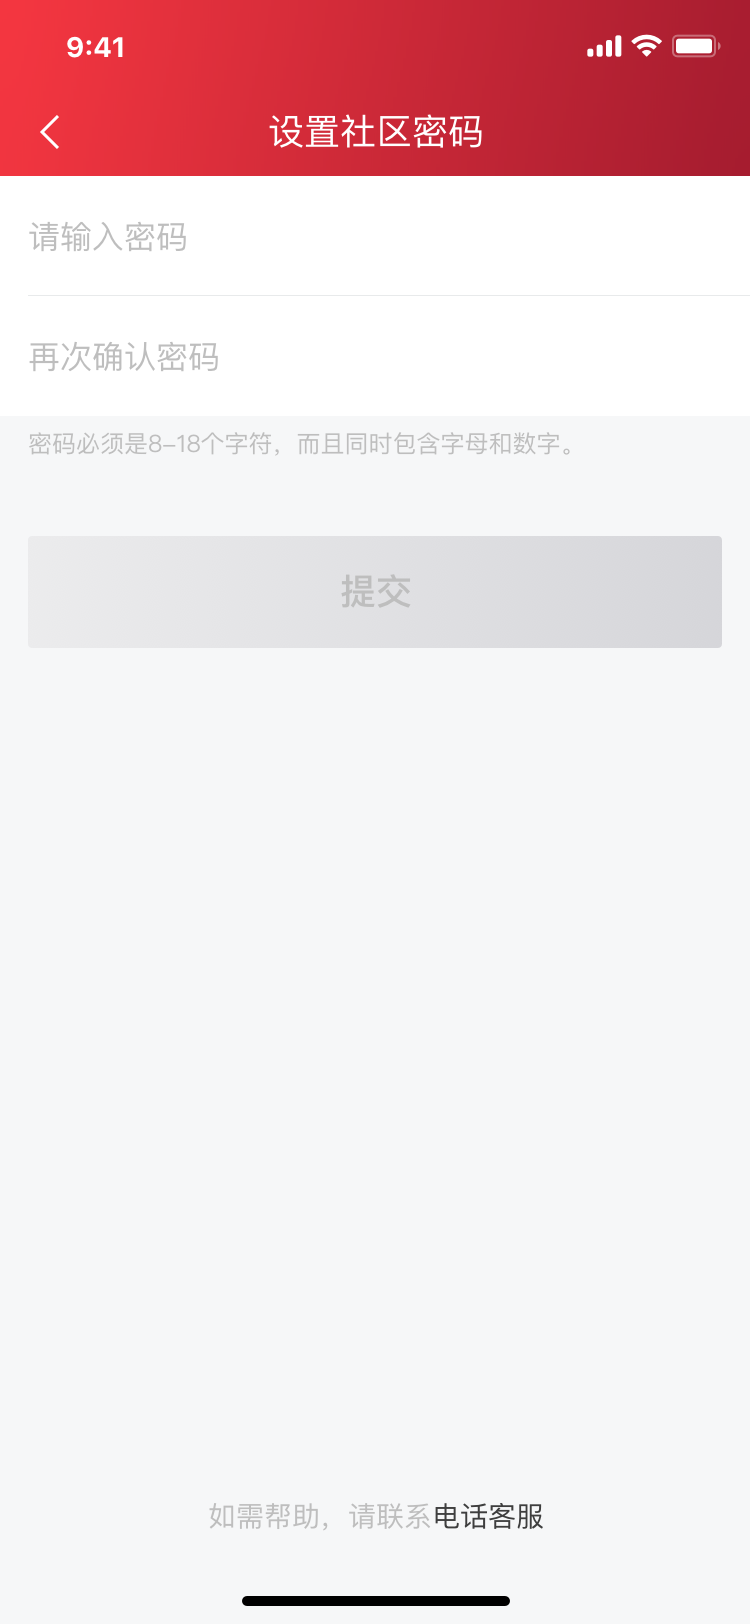 9:41
设置社区密码
请输入密码
再次确认密码
密码必须是8-18个字符，而且同时包含字母和数字。
提交
如需帮助，请联系电话客服